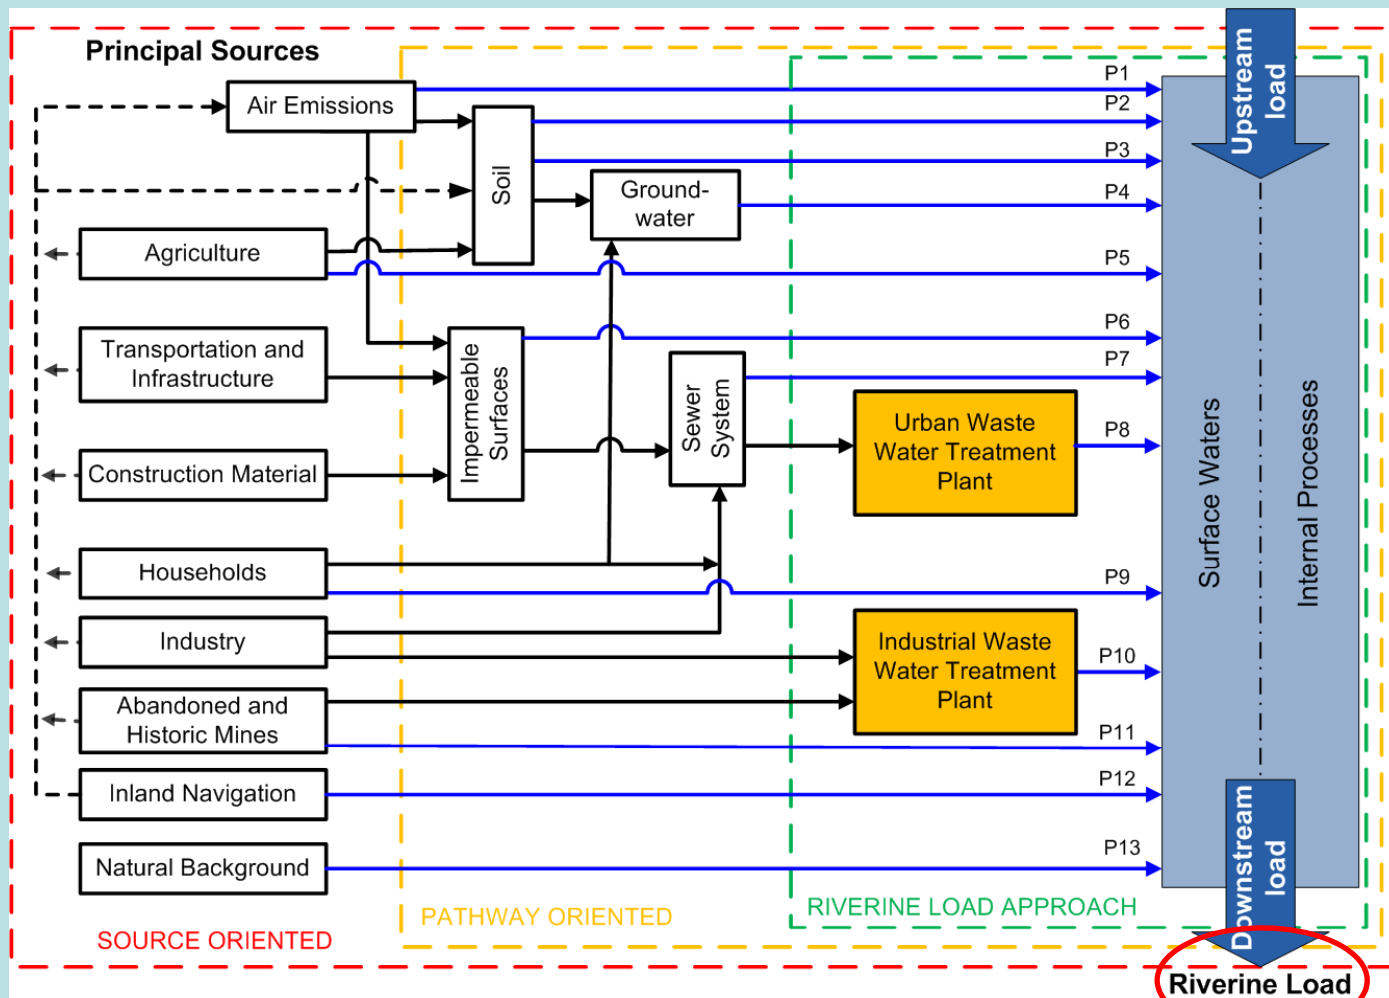 Principal Sources
Air Emissions
Soil
Ground-
water
Agriculture
Transportation and
Infrastructure
Impermeable
Surfaces
Construction Material
Sewer
System
Urban Waste
Water Treatment
Plant
Households
Industry
Industrial Waste
Water Treatment
Plant
Abandoned and
Historic Mines
Inland Navigation
Natural Background
P1
P2
P3
P4
P5
P6
P7
P8
P9
P10
P11
P12
P13
Upstream
load
Surface Waters
Internal Processes
Downstream
load
SOURCE ORIENTED
PATHWAY ORIENTED
RIVERINE LOAD APPROACH
Riverine Load